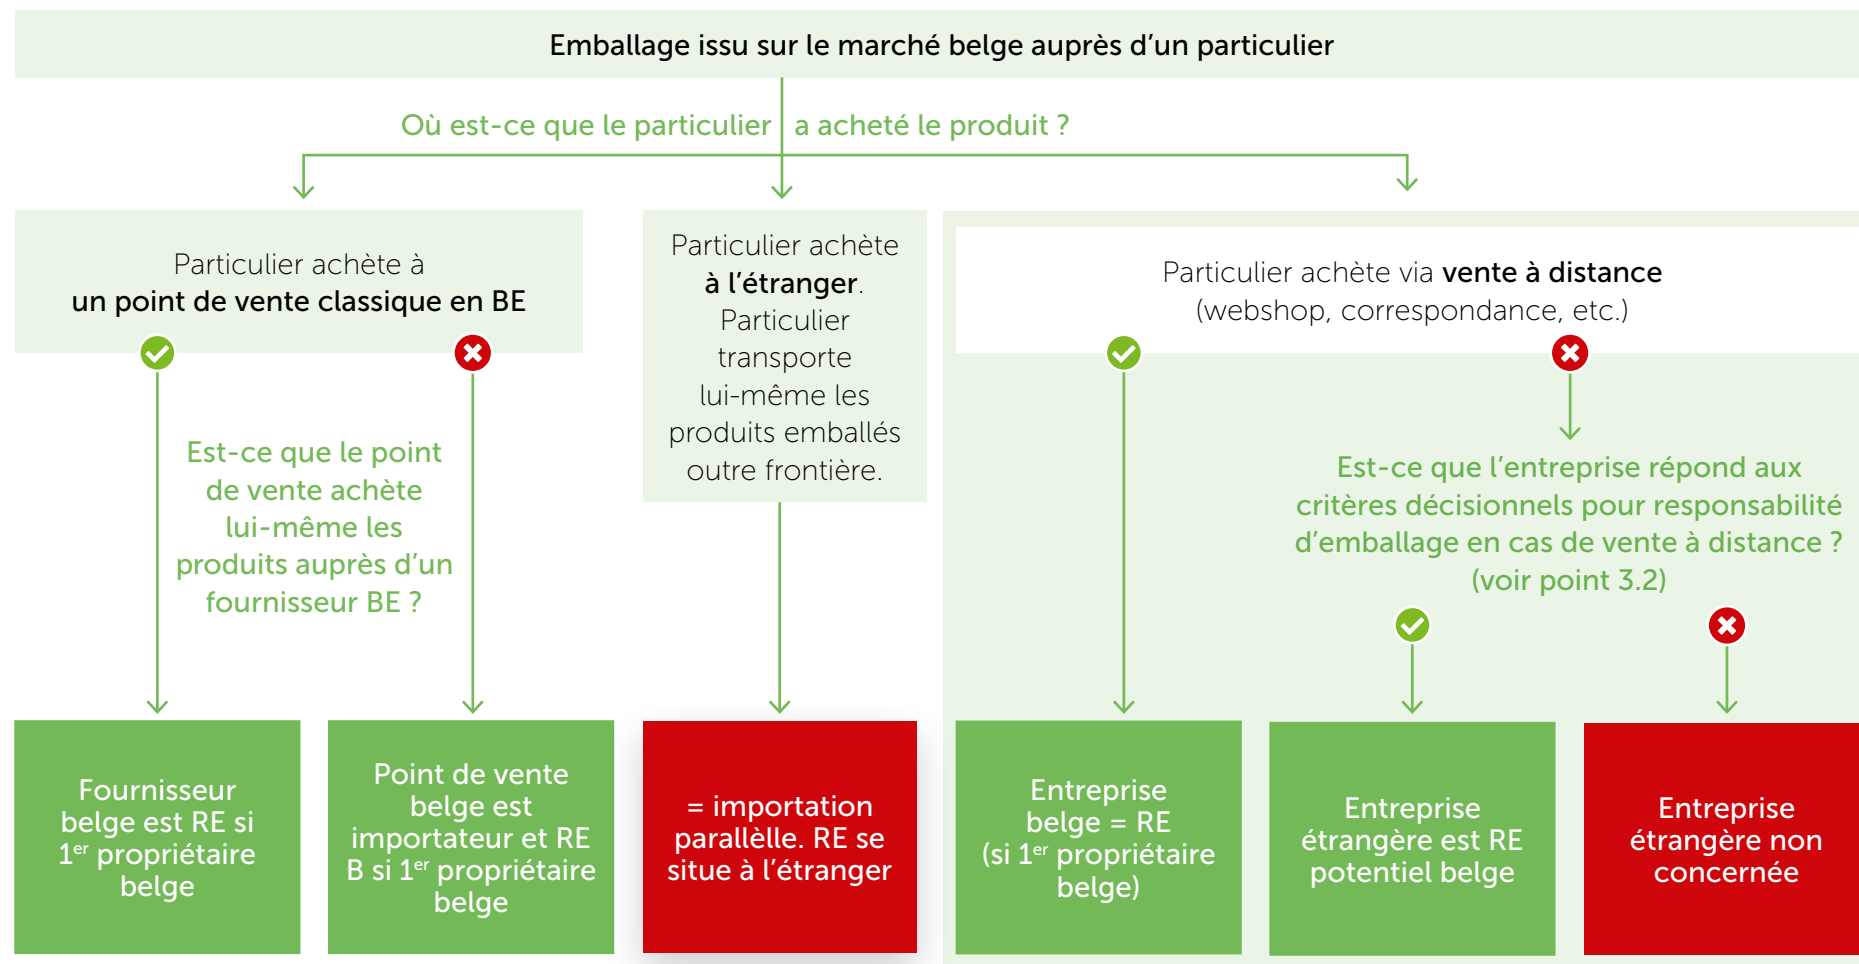 Emballage issu sur le marché belge auprès d'un particulier
Où est-ce que le particulier a acheté le produit ?
Particulier achète à
un point de vente classique en BE
Particulier achète
à l'étranger.
Particulier
transporte
lui-même les
produits emballés
outre frontière.
Particulier achète via vente à distance
(webshop, correspondance, etc.)
Est-ce que le point
de vente achète
lui-même les
produits auprès d'un
fournisseur BE ?
Est-ce que l'entreprise répond aux
critères décisionnels pour responsabilité
d'emballage en cas de vente à distance ?
(voir point 3.2)
Fournisseur
belge est RE si
1er propriétaire
belge
Point de vente
belge est
importateur et RE
B si 1er propriétaire
belge
= importation
parallèlle. RE se
situe à l'étranger
Entreprise
belge = RE
(si 1er propriétaire
belge)
Entreprise
étrangère est RE
potentiel belge
Entreprise
étrangère non
concernée